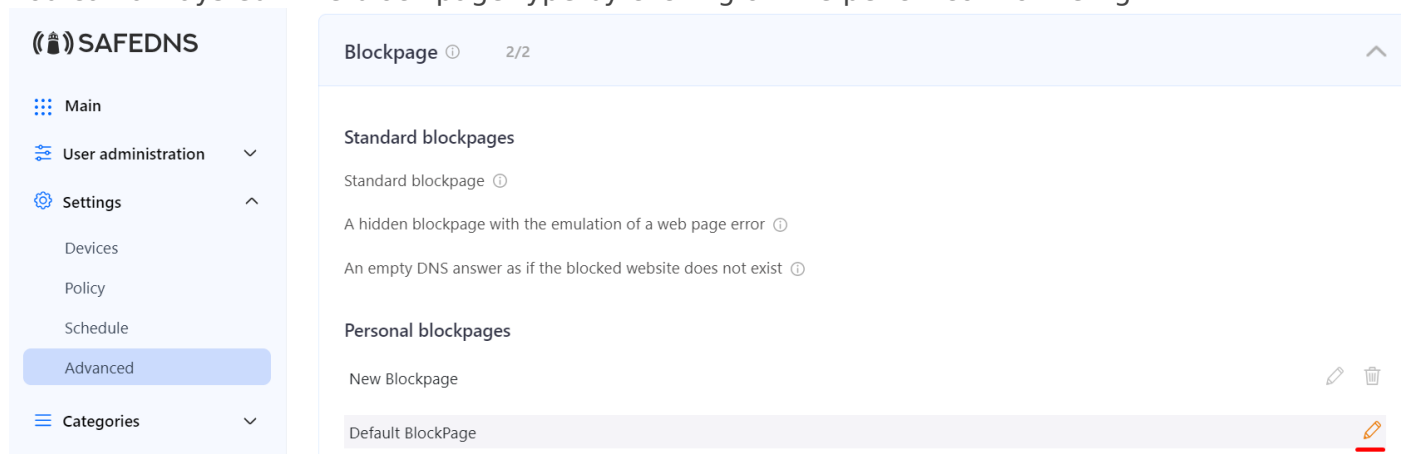 SAFEDNS
Main
User administration
Settings
Devices
Policy
Schedule
Advanced
Categories
Blockpage 2/2
Standard blockpages
Standard blockpage
A hidden blockpage with the emulation of a web page error
An empty DNS answer as if the blocked website does not exist
Personal blockpages
New Blockpage
Default BlockPage